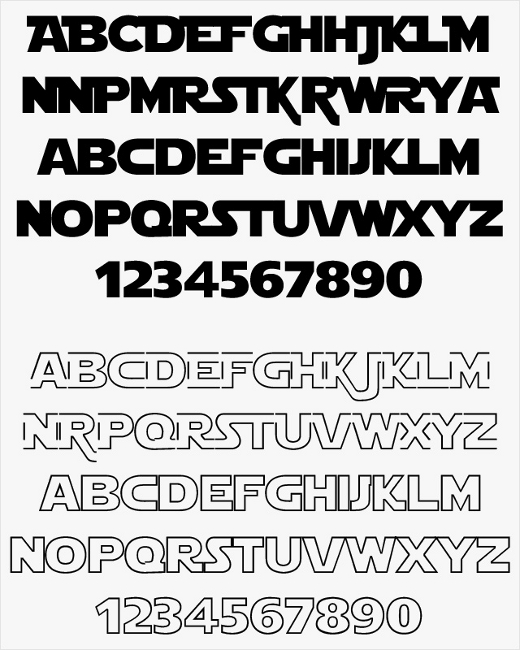 ABCDEFGHHJKLM
NNPMRSTKRWRYA
ABCDEFGHIJKLM
NOPQRSTUVWXYZ
1234567890
ABCDEFGHKJKLM
NRPQRSTUVWXYZ
ABCDEFGHIJKLM
NOPQRSTUVWXYZ
1234567890